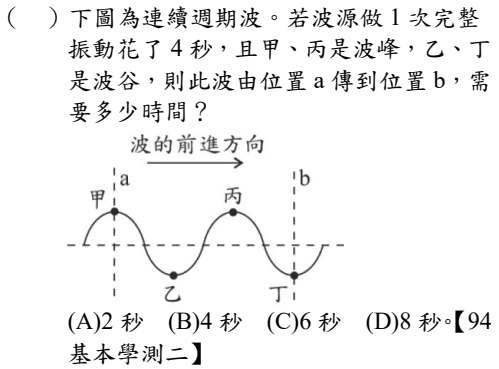 （　）下圖為連續週期波。若波源做 1 次完整
振動花了 4 秒，且甲、丙是波峰，乙、丁
是波谷，則此波由位置 a 傳到位置 b，需
要多少時間？
波的前進方向
a
b
甲
丙
乙
丁
(A)2 秒　(B)4 秒　(C)6 秒　(D)8 秒。【94
基本學測二】